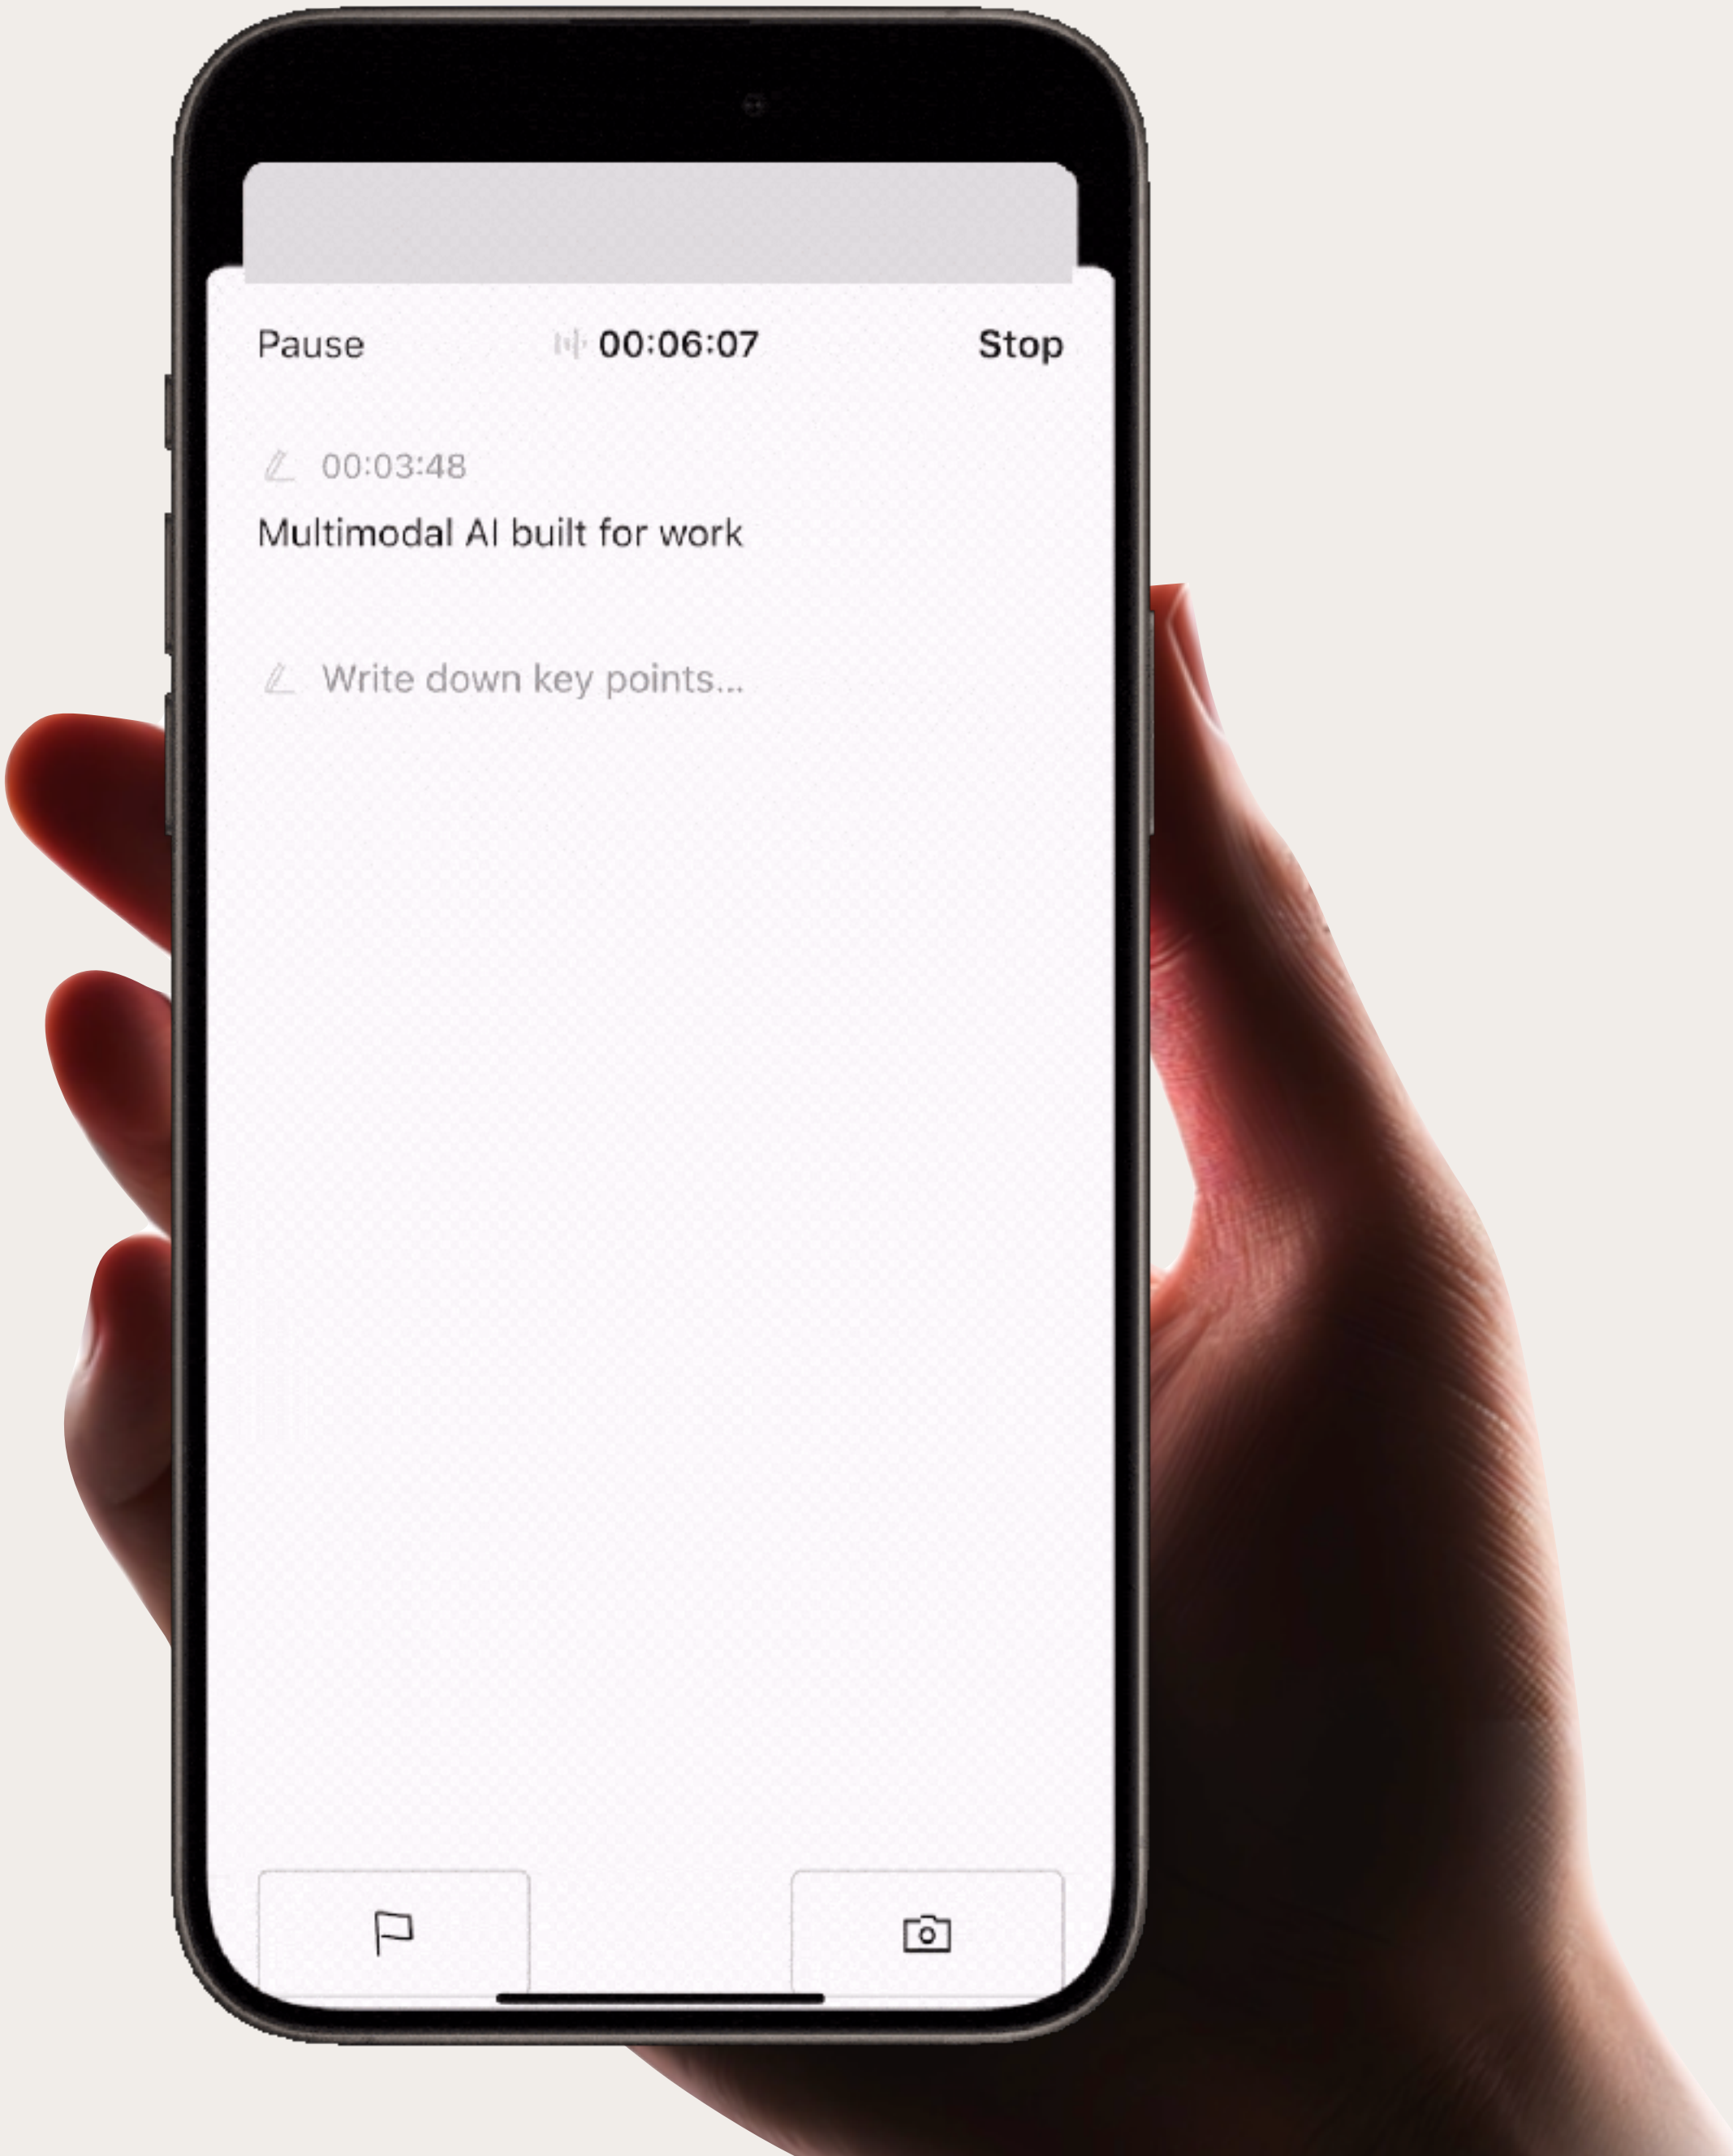 Pause 00:06:07 Stop
00:03:48
Multimodal AI built for work
Write down key points...